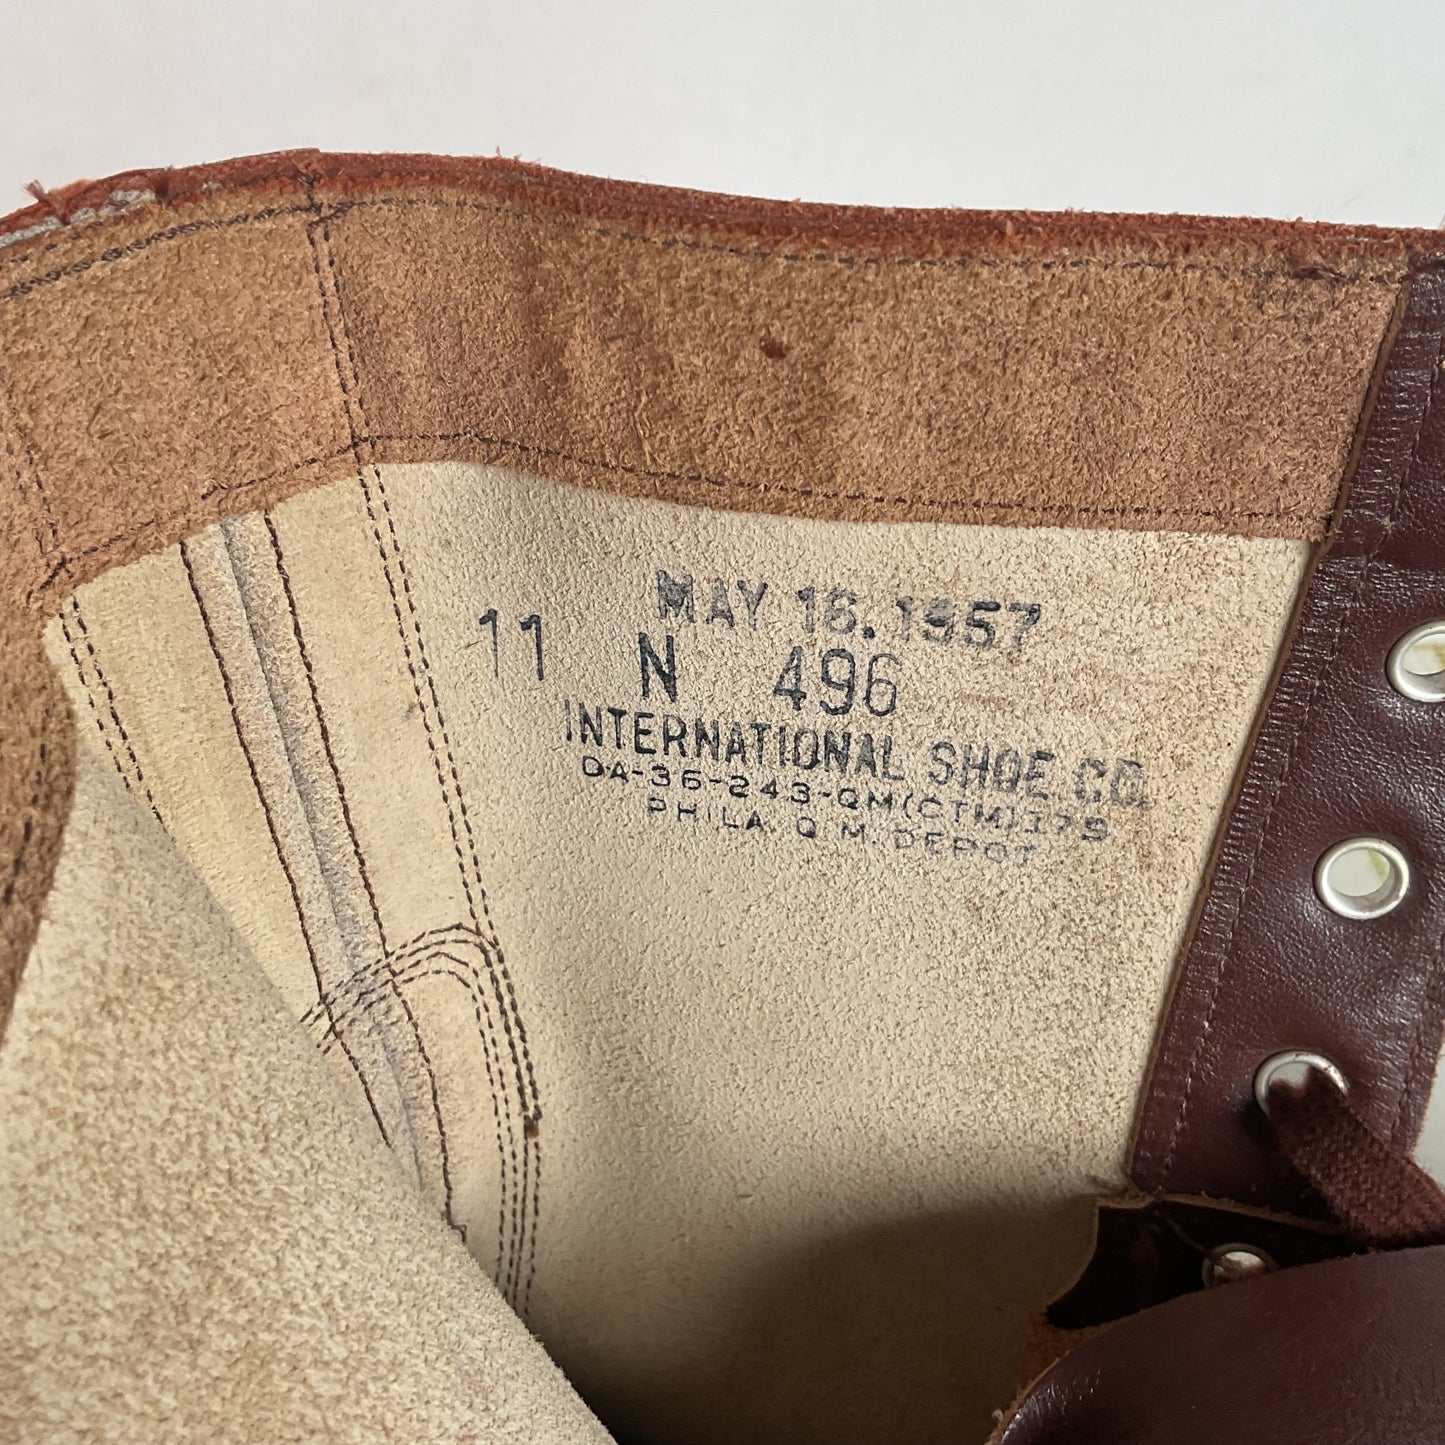 MAY 16.1957
11 N 496
INTERNATIONAL SHOE CO.
DA-36-243-QM(CTM)179
PHILA. Q.M. DEPOT